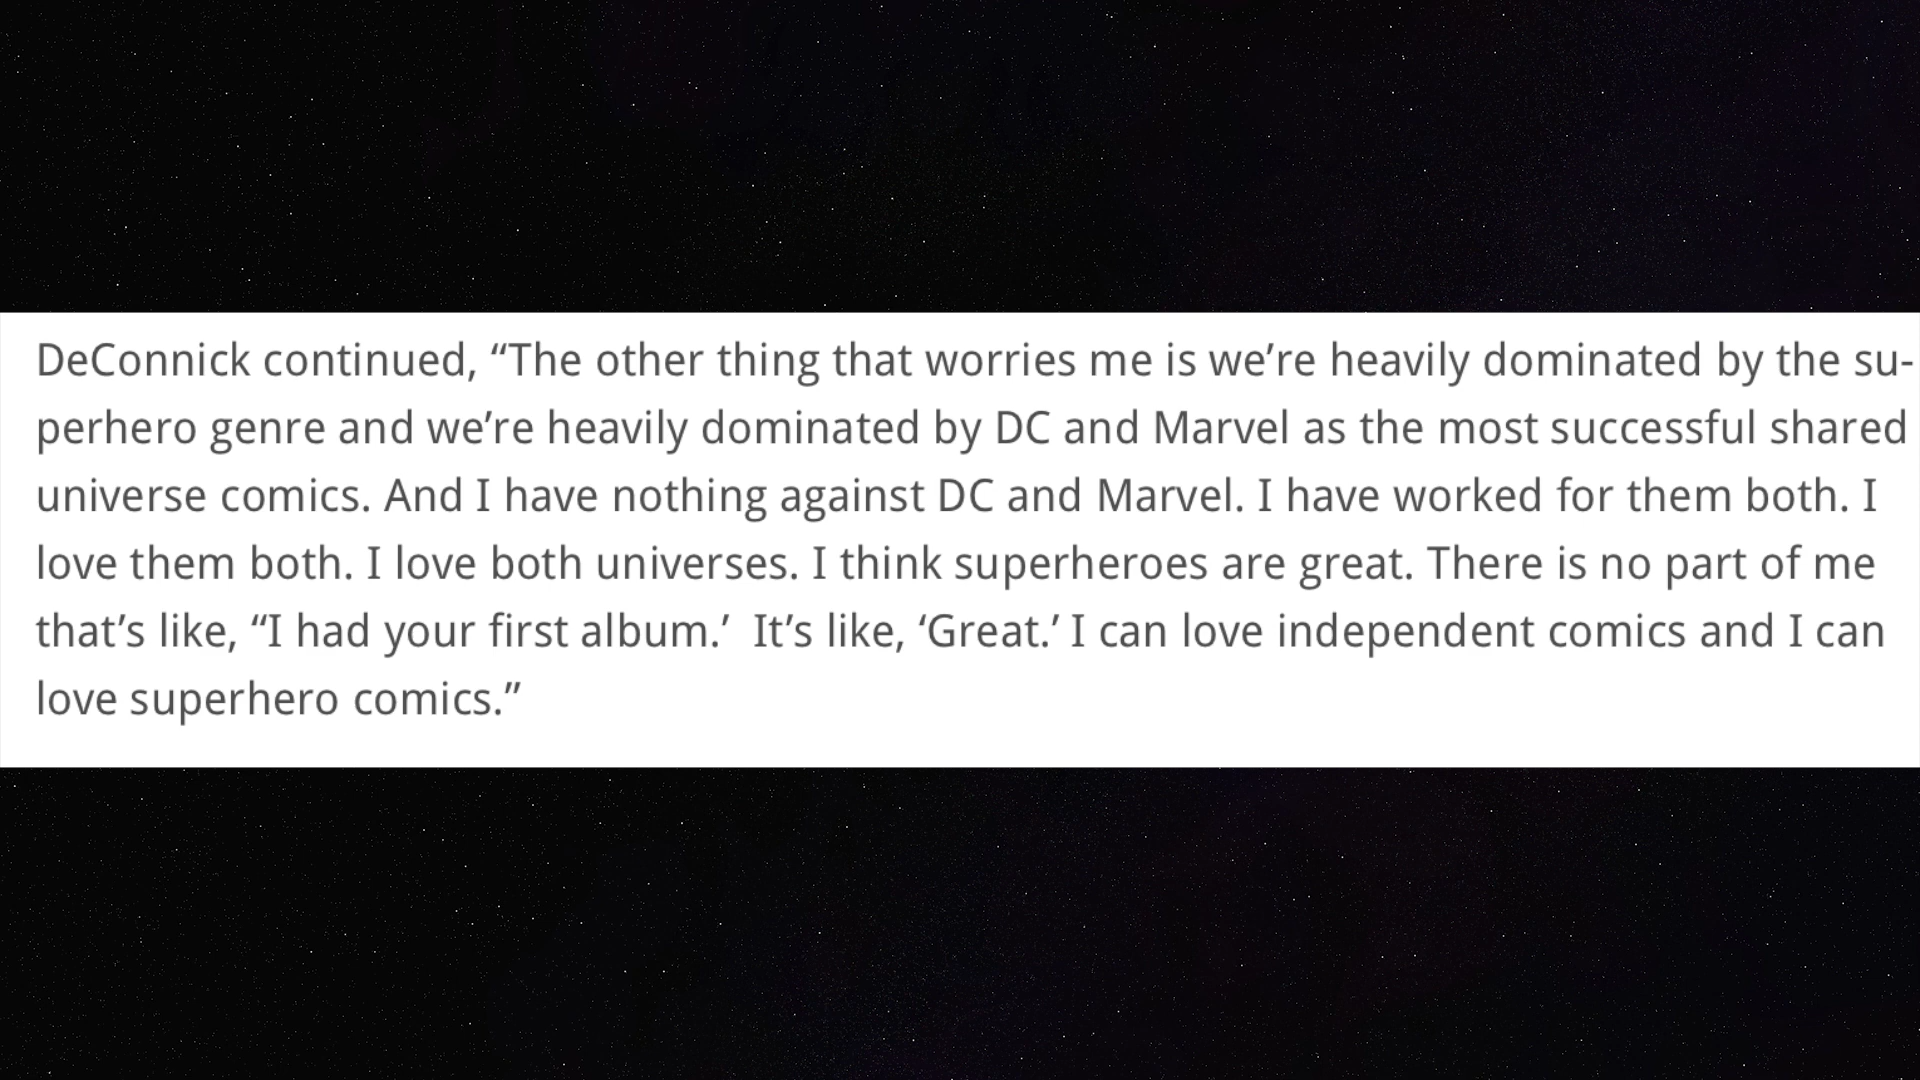 DeConnick continued, “The other thing that worries me is we’re heavily dominated by the su-
perhero genre and we’re heavily dominated by DC and Marvel as the most successful shared
universe comics. And I have nothing against DC and Marvel. I have worked for them both. I
love them both. I love both universes. I think superheroes are great. There is no part of me
that’s like, “I had your first album.’  It’s like, ‘Great.’ I can love independent comics and I can
love superhero comics.”